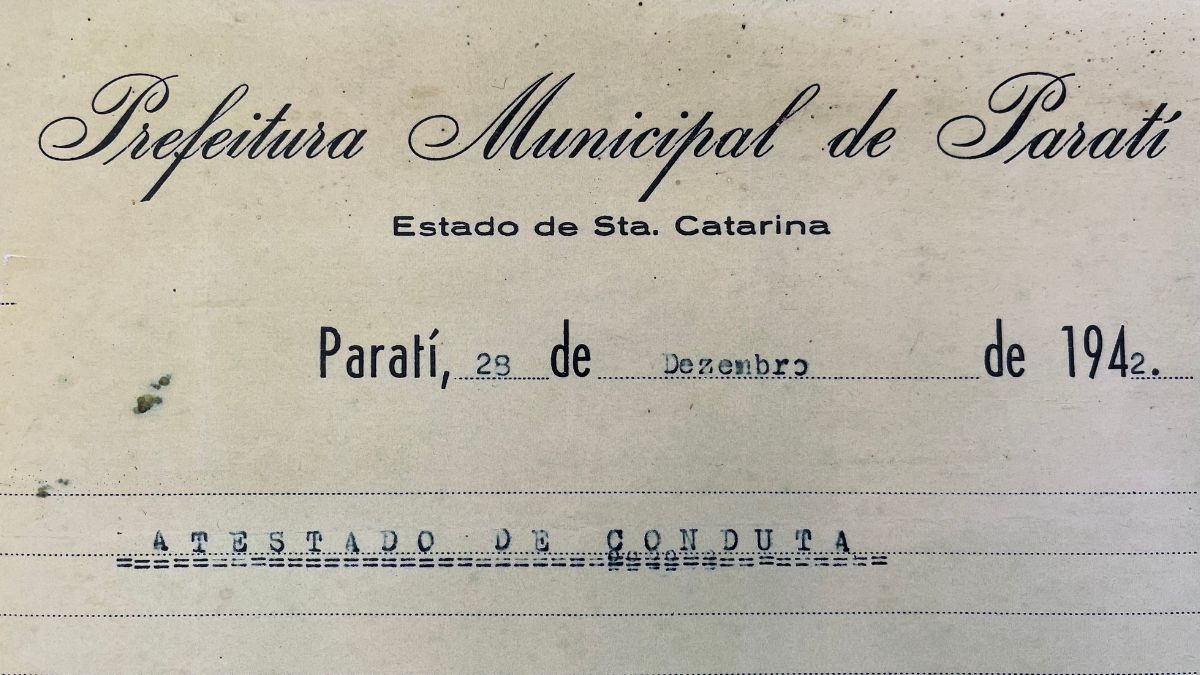 Prefeitura Municipal de Paratí
Estado de Sta. Catarina
Paratí, 28 de Dezembro de 1942.
ATESTADO DE CONDUTA